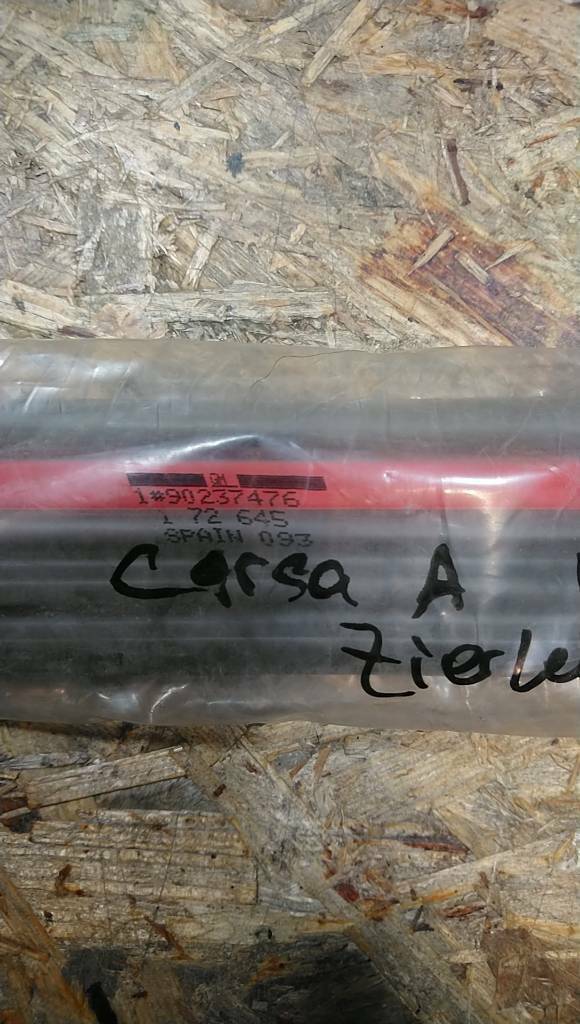 GM
1#90237476
1 72 645
SPAIN 093
Corsa A
Zierle